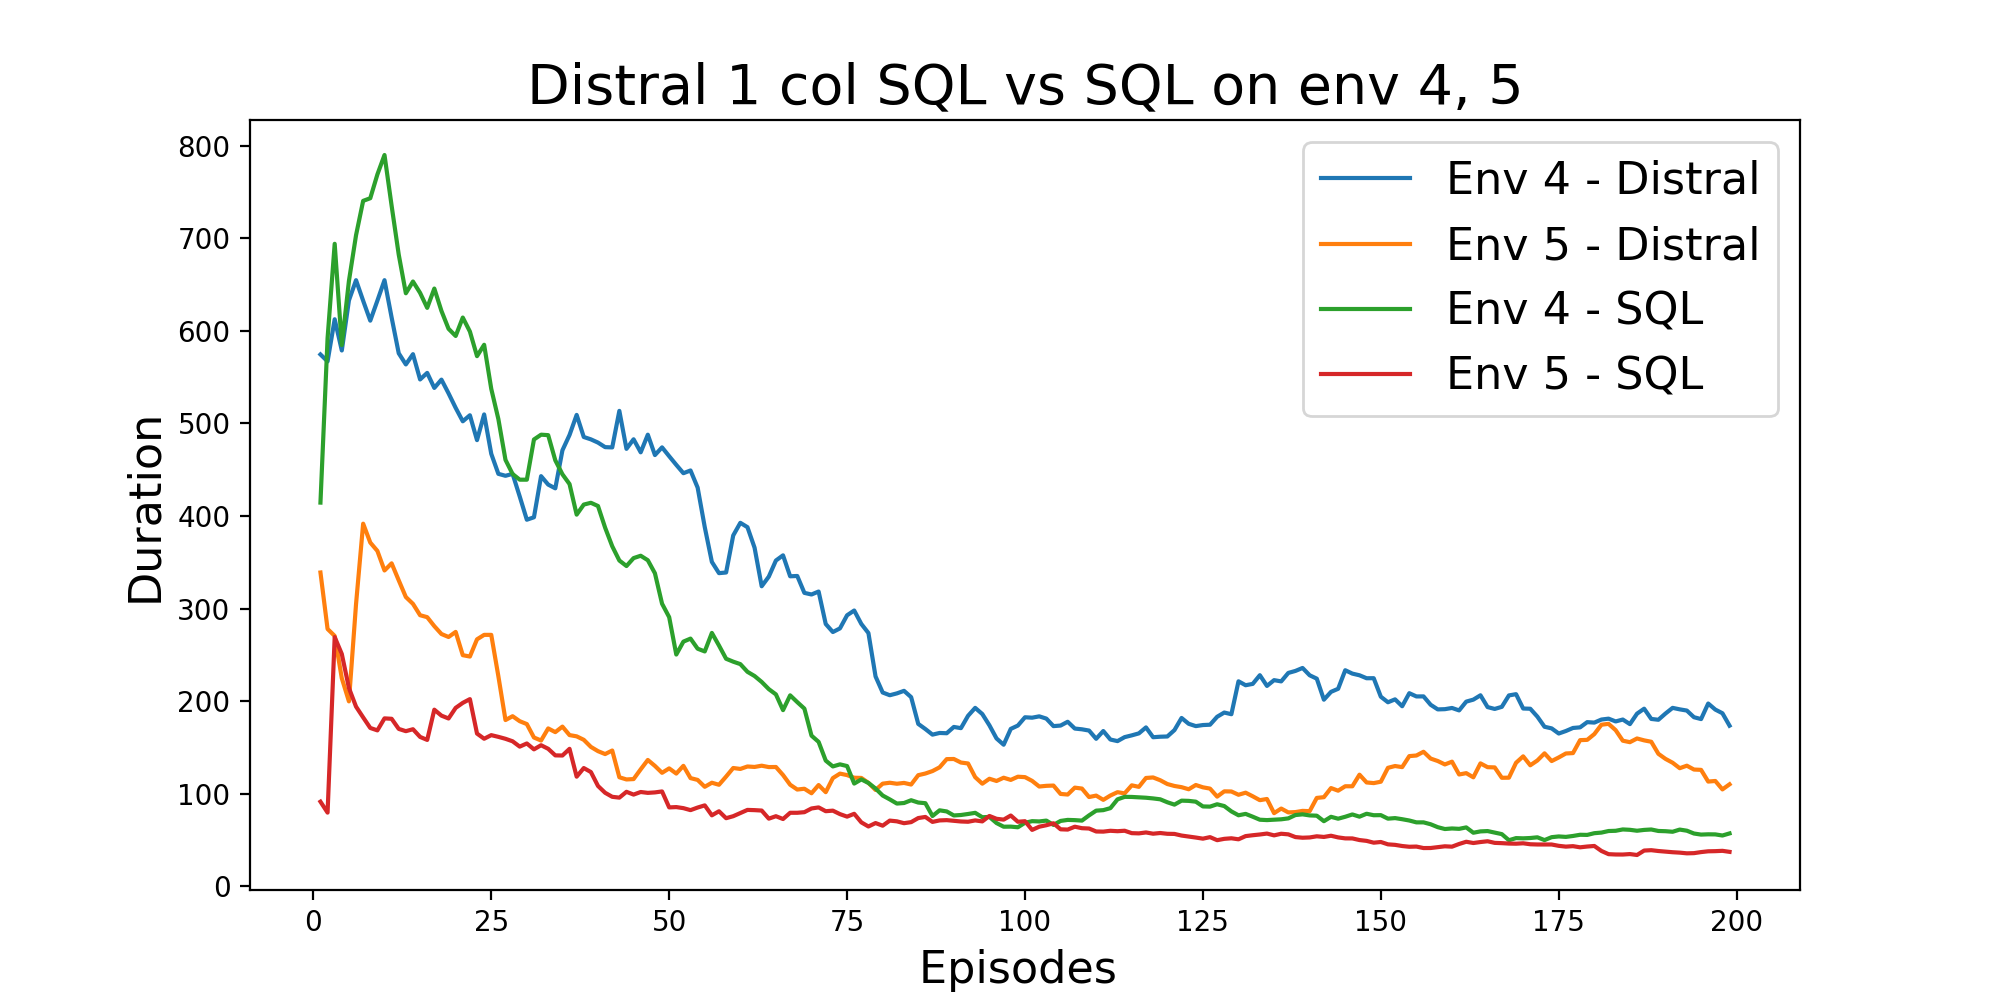 Distral 1 col SQL vs SQL on env 4, 5
800
700
600
500
400
300
200
100
0
Duration
Env 4 - Distral
Env 5 - Distral
Env 4 - SQL
Env 5 - SQL
0 25 50 75 100 125 150 175 200
Episodes